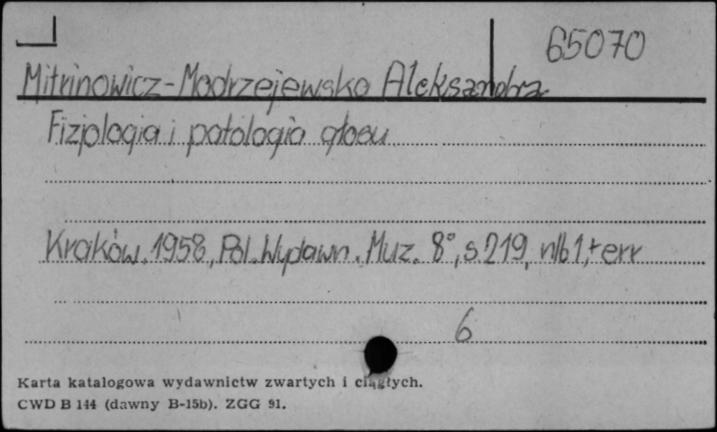 65070
Mitrinowicz-Modrzejewska Aleksandra
Fizjologia i patologia głosu
Kraków. 1958, Pol. Wydawn. Muz. 8°, s. 219, nlb 1, + err
6
Karta katalogowa wydawnictw zwartych i ciągłych.
CWD B 144 (dawny B-15b). ZGG 91.